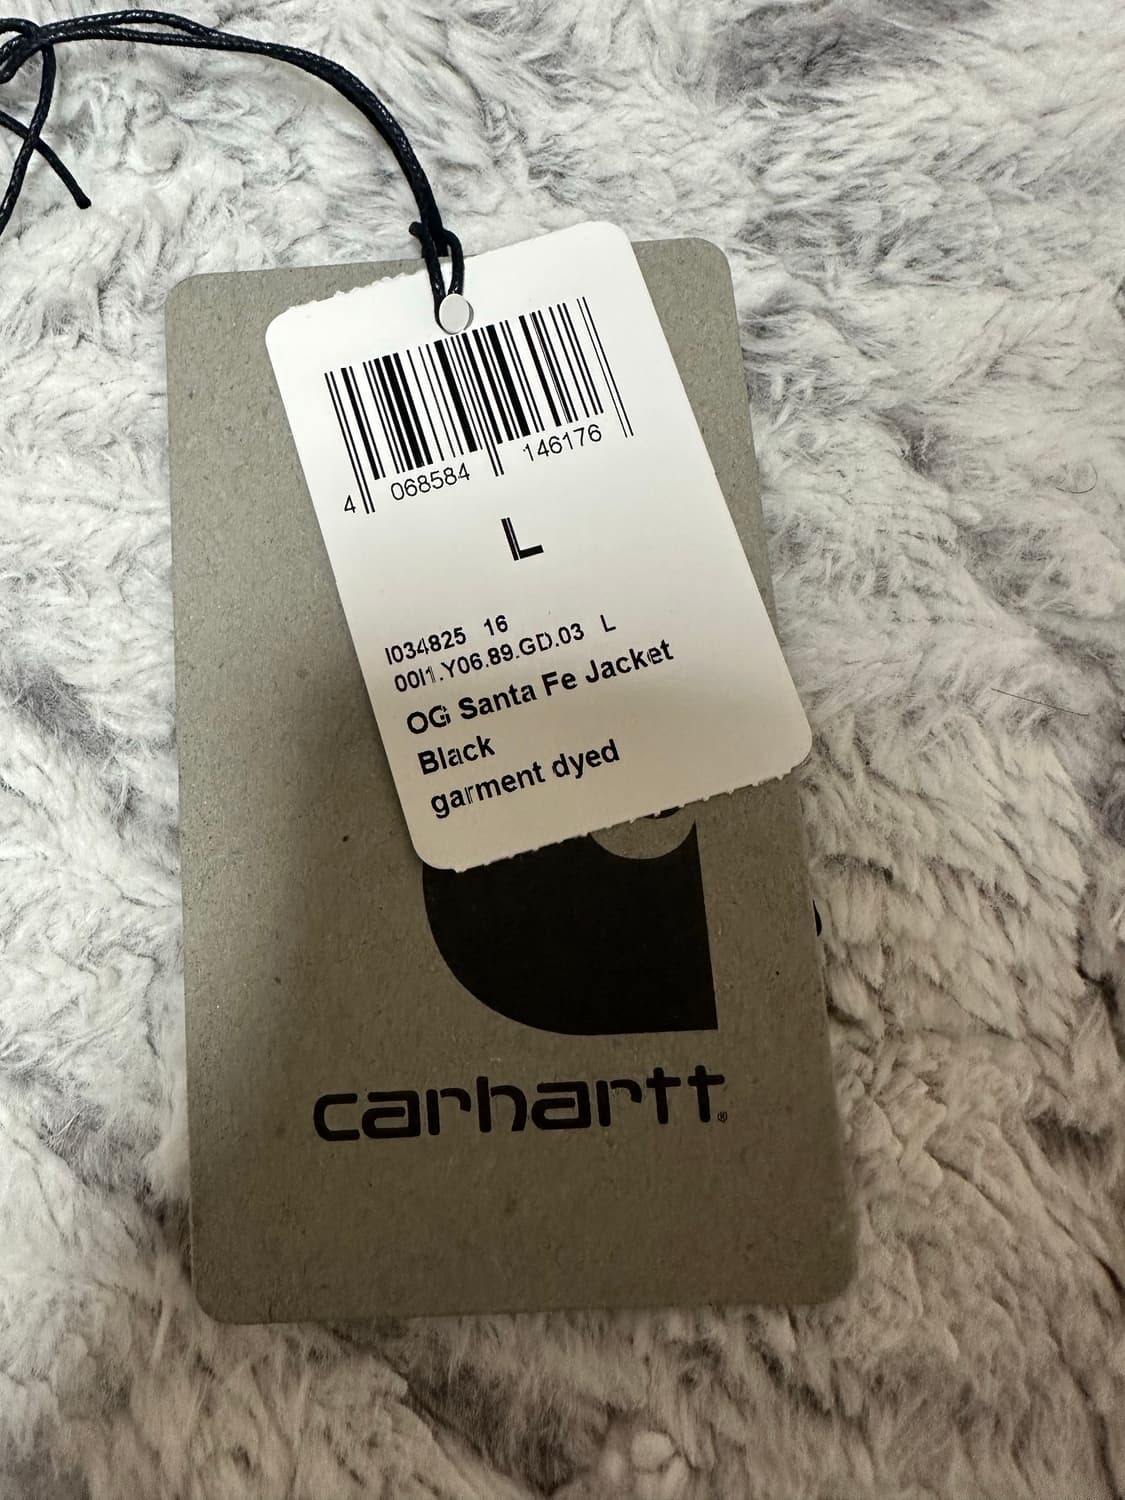 4 068584 146176
L
I034825 16
00I1.Y06.89.GD.03 L
OG Santa Fe Jacket
Black
garment dyed
carhartt®